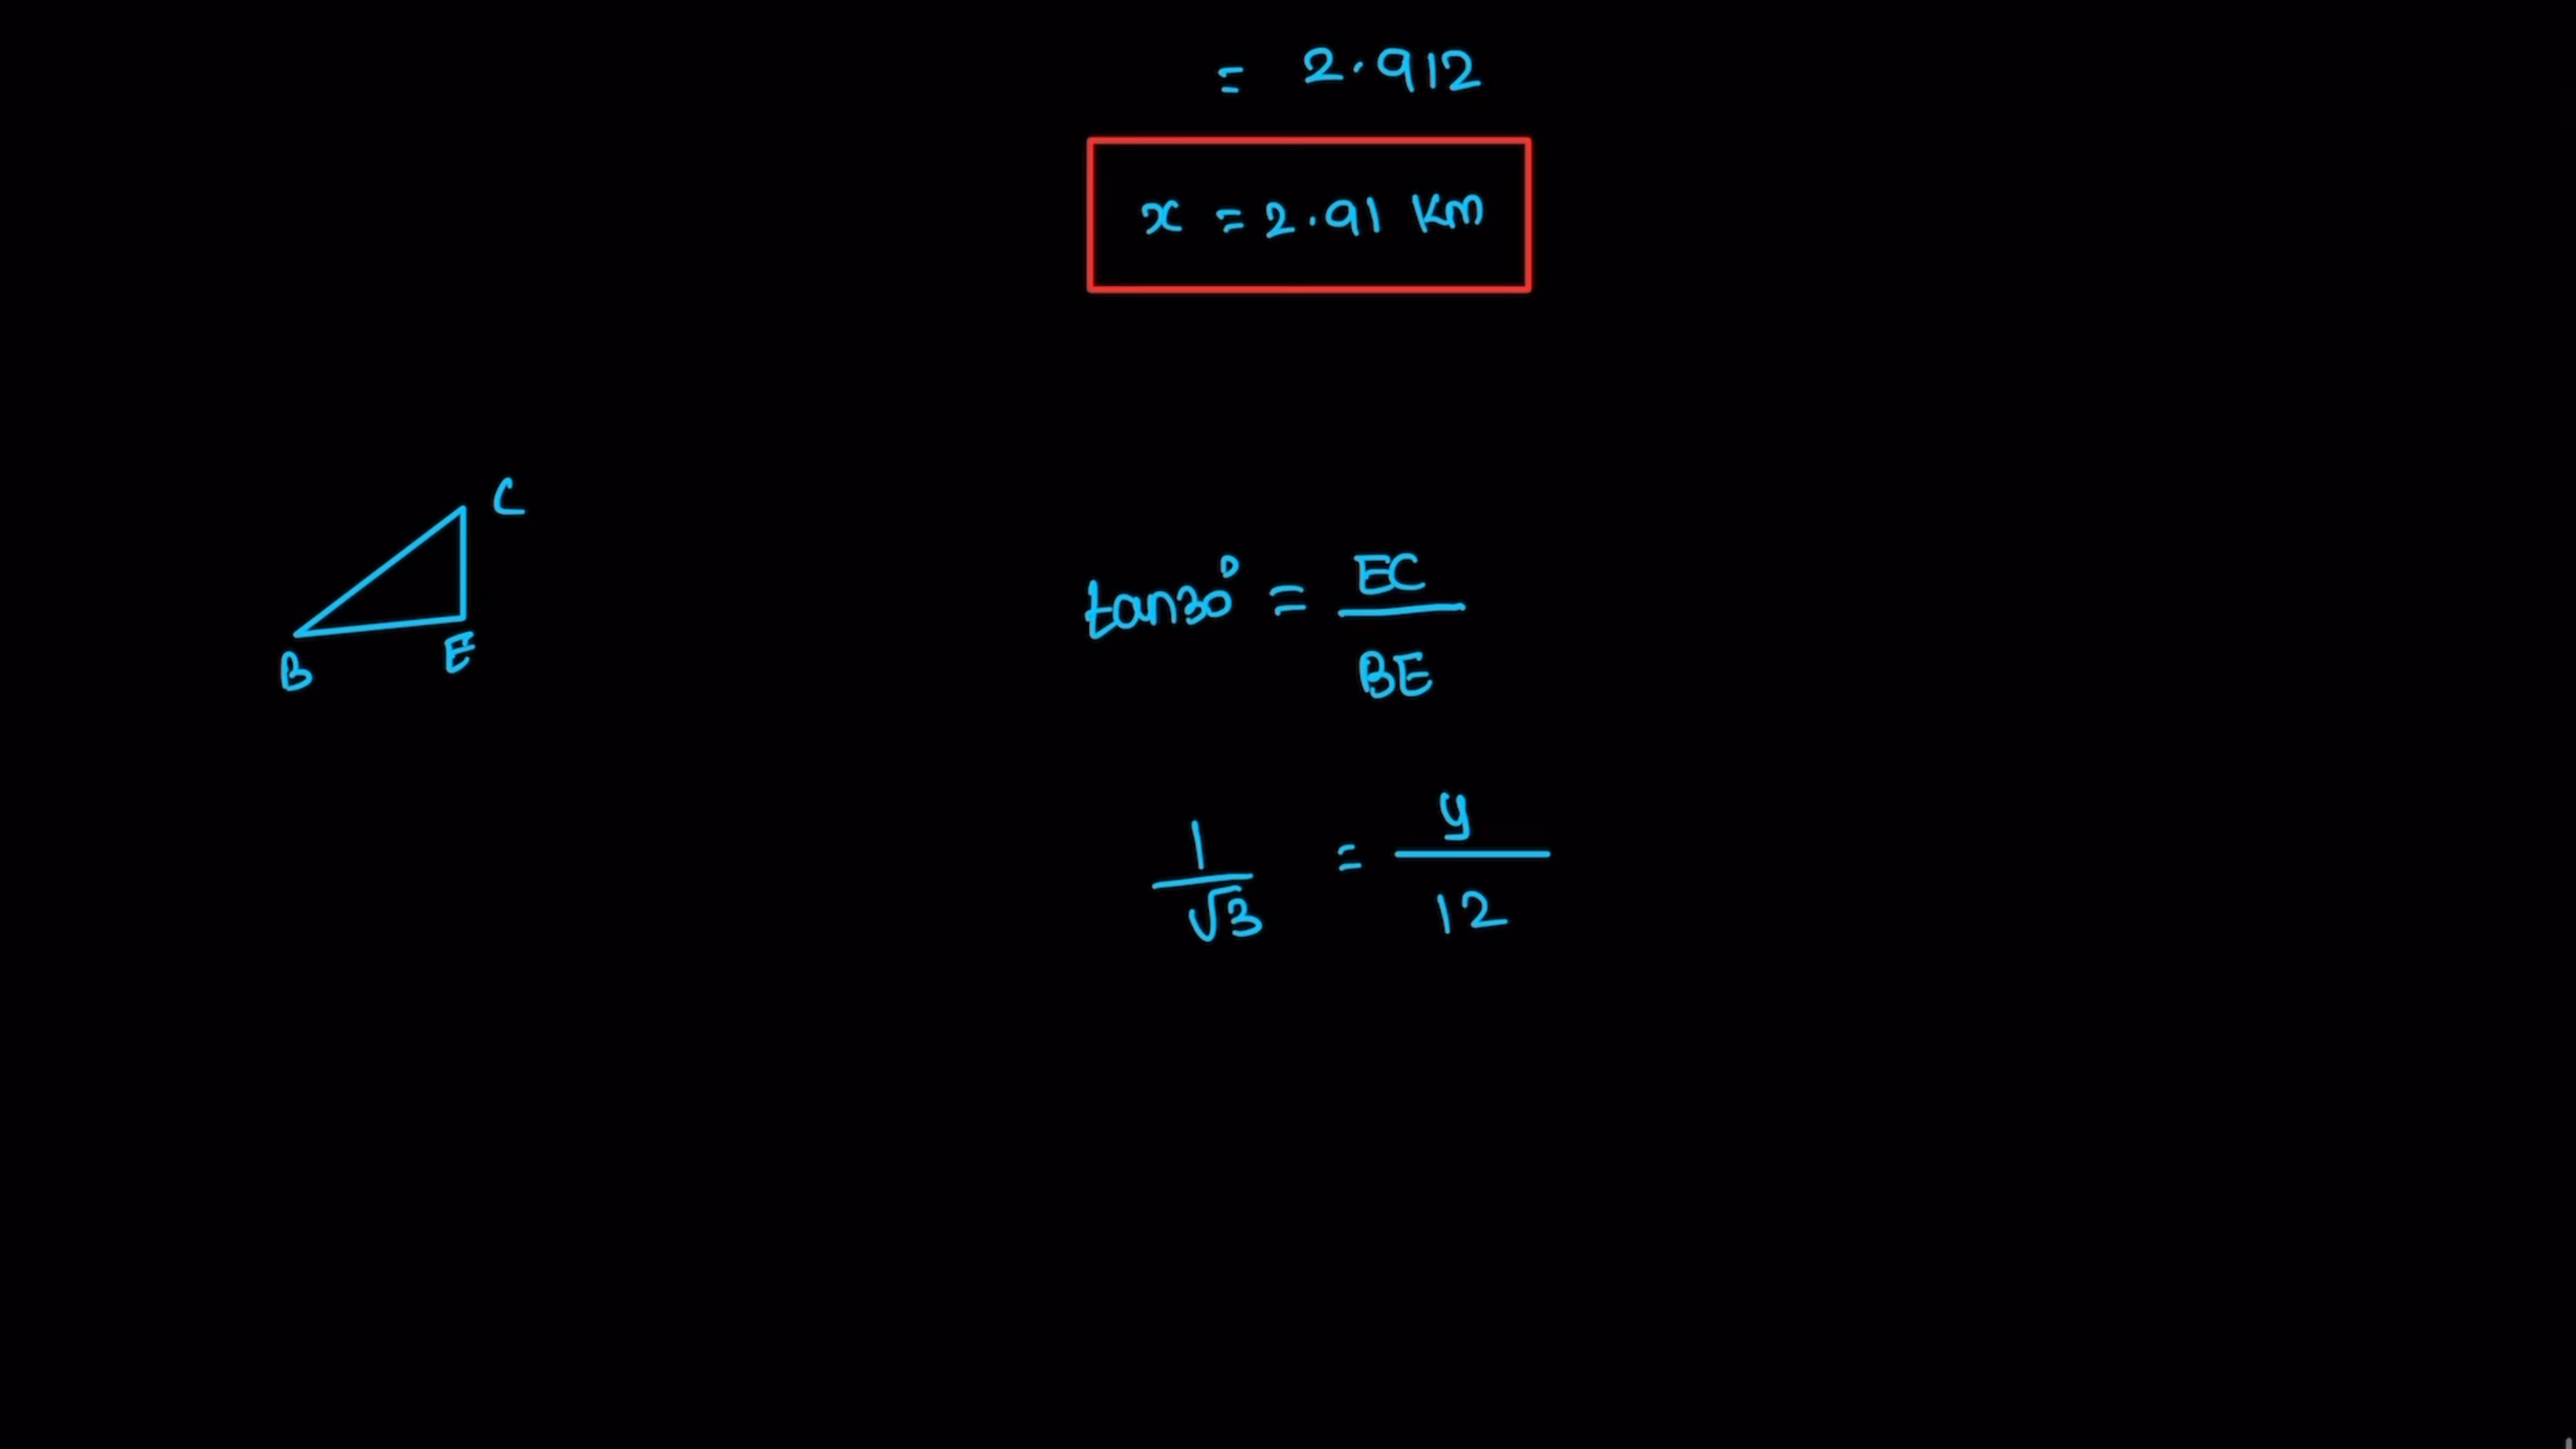 = 2.912
x = 2.91 Km
C
B
E
tan30° = EC/BE
1/√3 = y/12